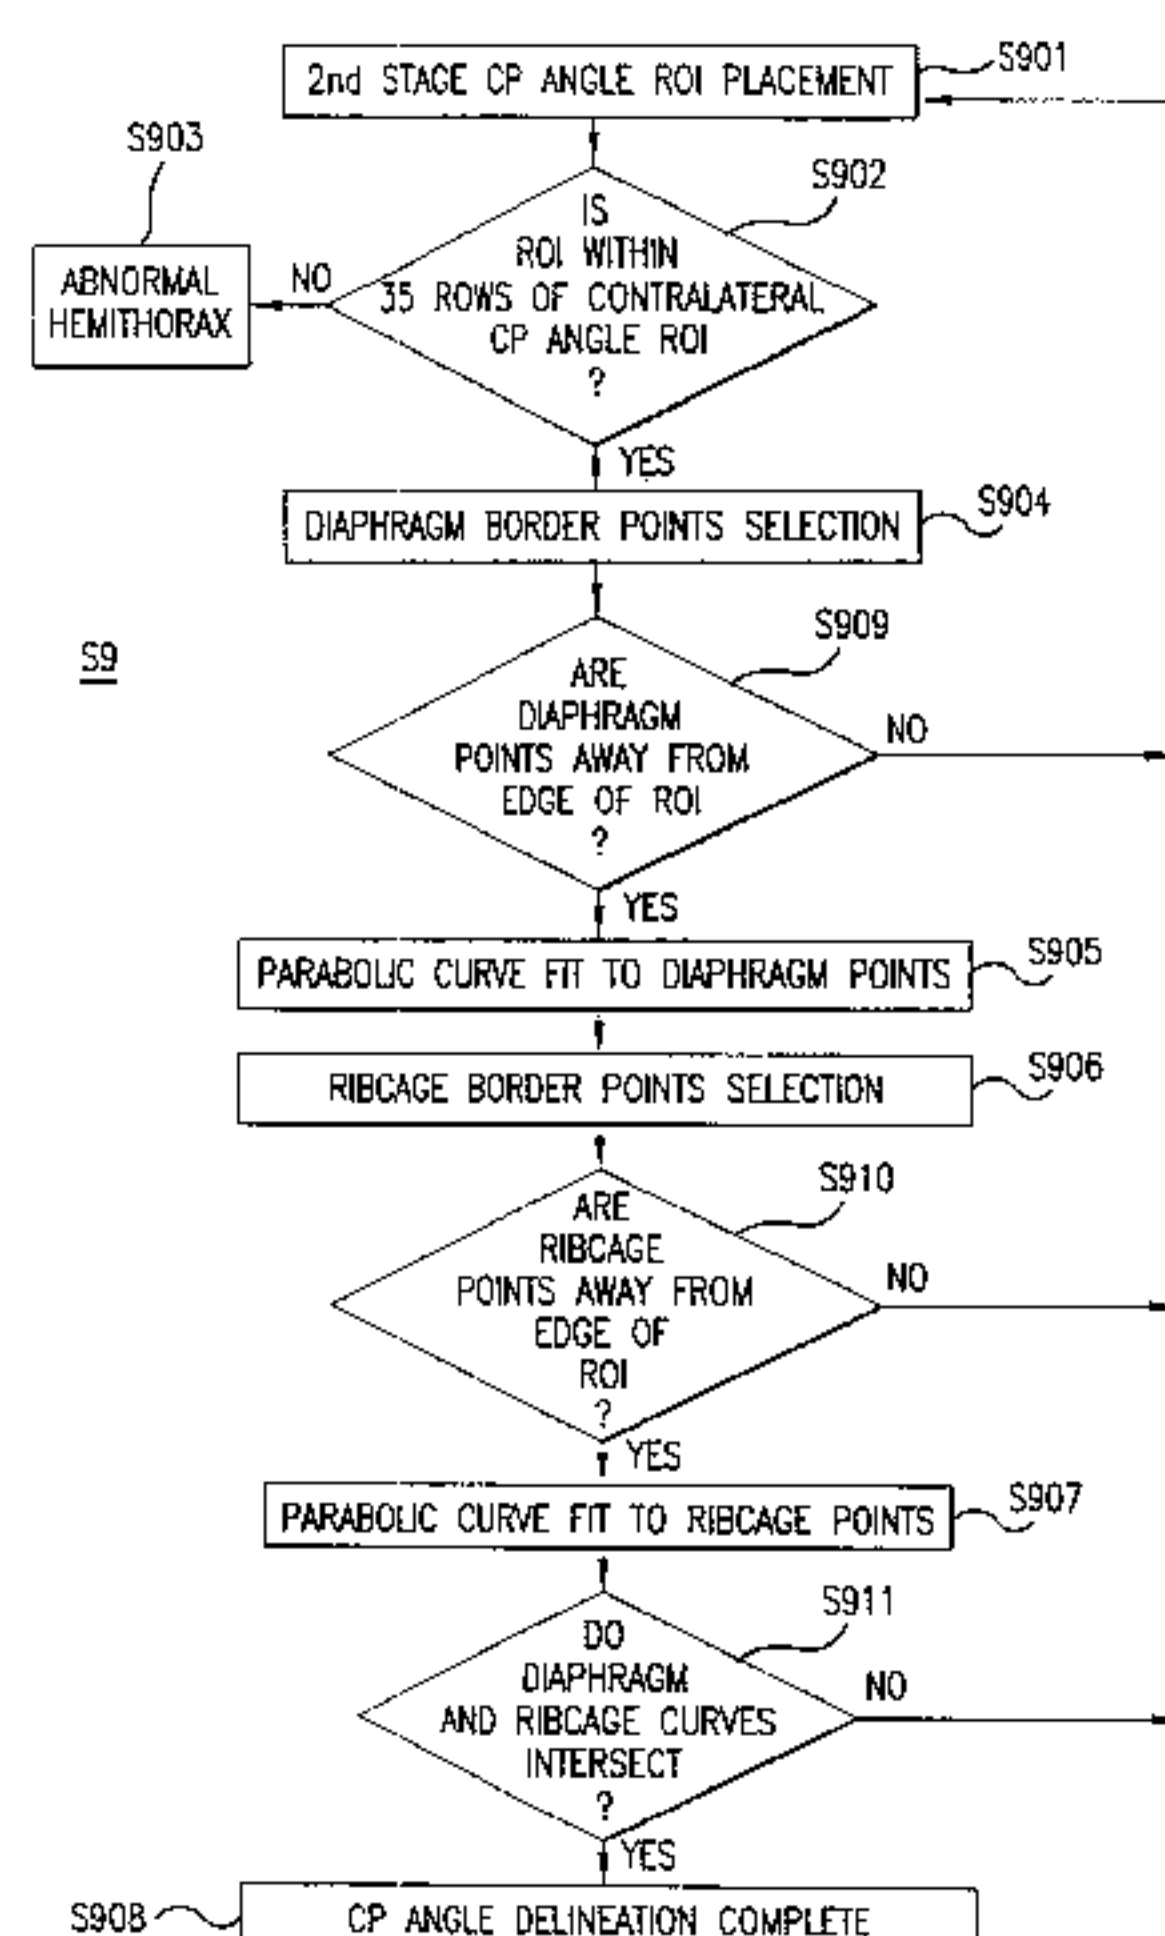 2nd STAGE CP ANGLE ROI PLACEMENT
S901
S903
S902
IS
ROI WITHIN
35 ROWS OF CONTRALATERAL
CP ANGLE ROI
?
NO
ABNORMAL
HEMITHORAX
YES
DIAPHRAGM BORDER POINTS SELECTION
S904
S9
S909
ARE
DIAPHRAGM
POINTS AWAY FROM
EDGE OF ROI
?
NO
YES
PARABOLIC CURVE FIT TO DIAPHRAGM POINTS
S905
RIBCAGE BORDER POINTS SELECTION
S906
S910
ARE
RIBCAGE
POINTS AWAY FROM
EDGE OF
ROI
?
NO
YES
PARABOLIC CURVE FIT TO RIBCAGE POINTS
S907
S911
DO
DIAPHRAGM
AND RIBCAGE CURVES
INTERSECT
?
NO
YES
S908
CP ANGLE DELINEATION COMPLETE